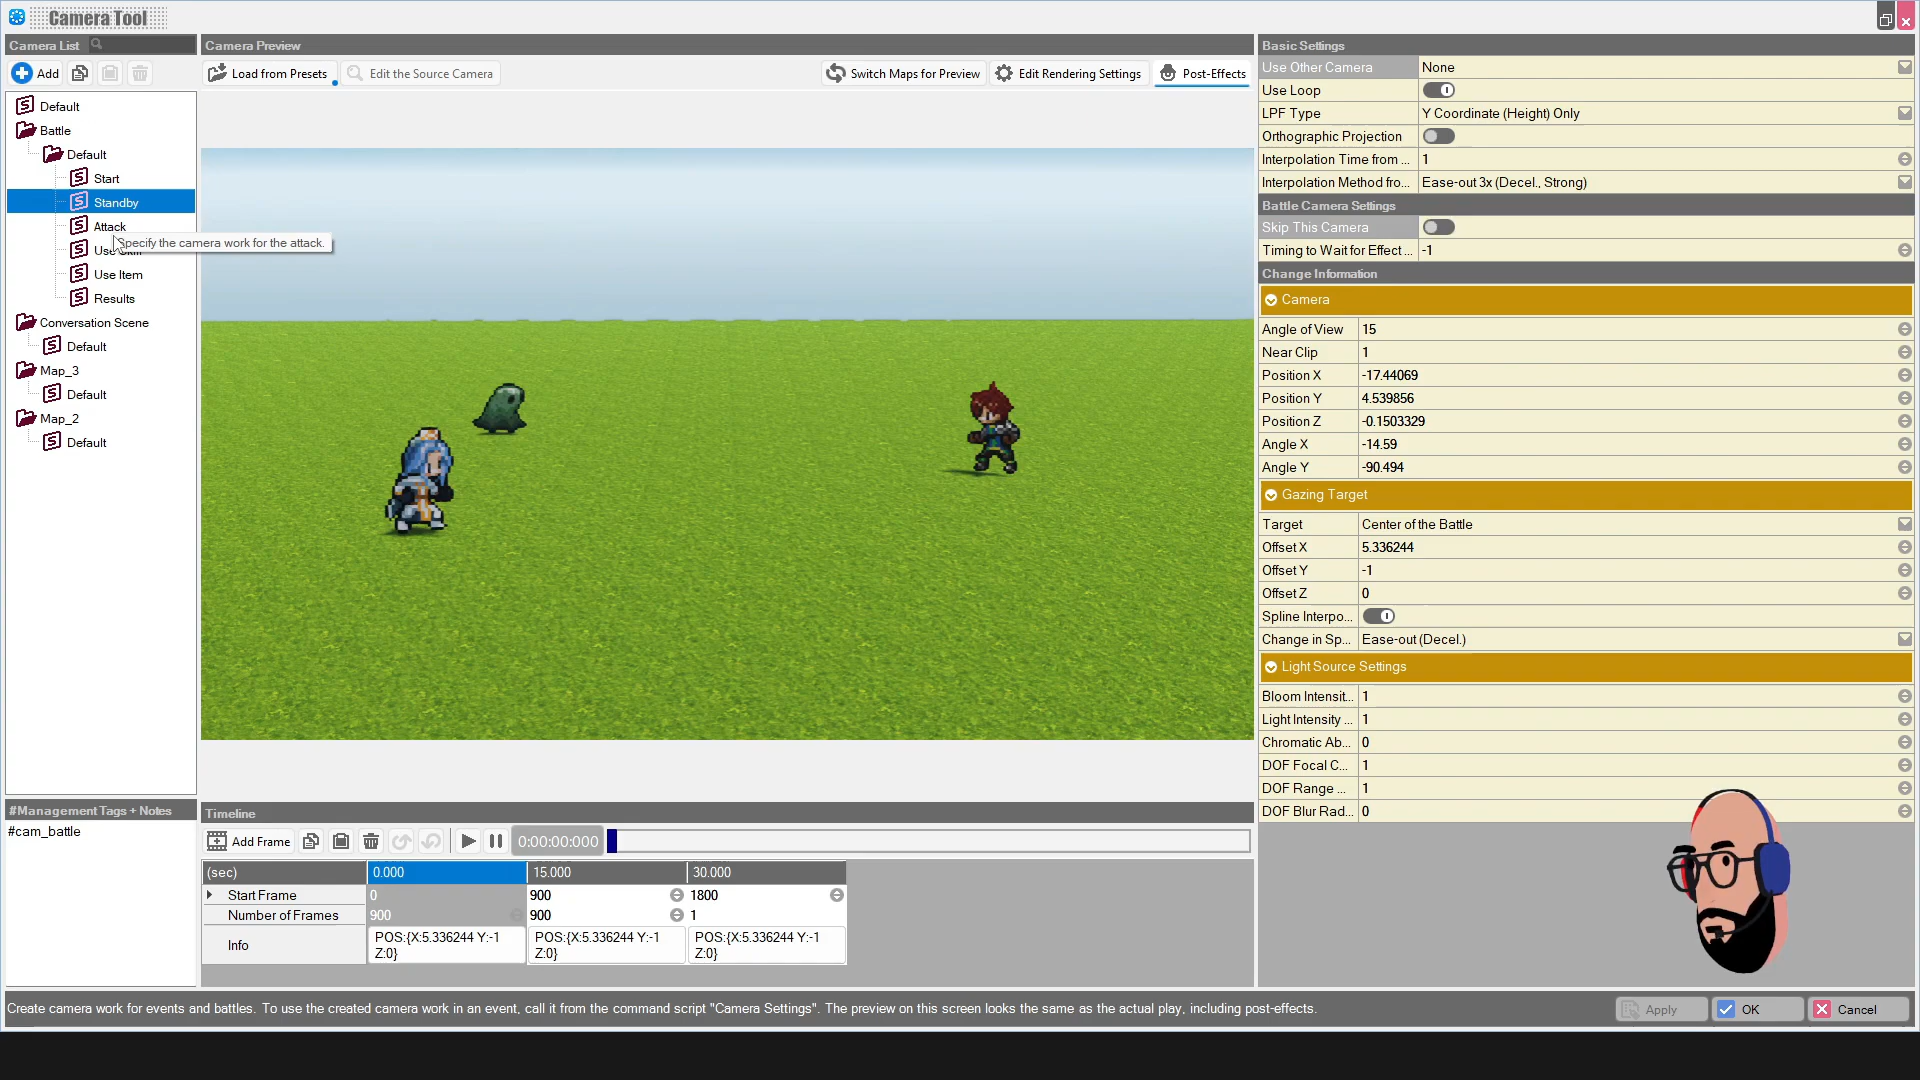 Camera Tool
Camera List
Camera Preview
Basic Settings
Add
Load from Presets
Edit the Source Camera
Switch Maps for Preview
Edit Rendering Settings
Post-Effects
Default
Battle
Default
Start
Standby
Attack
Specify the camera work for the attack.
Use Item
Results
Conversation Scene
Default
Map_3
Default
Map_2
Default
Use Other Camera None
Use Loop
LPF Type Y Coordinate (Height) Only
Orthographic Projection
Interpolation Time from ... 1
Interpolation Method fro... Ease-out 3x (Decel., Strong)
Battle Camera Settings
Skip This Camera
Timing to Wait for Effect ... -1
Change Information
Camera
Angle of View 15
Near Clip 1
Position X -17.44069
Position Y 4.539856
Position Z -0.1503329
Angle X -14.59
Angle Y -90.494
Gazing Target
Target Center of the Battle
Offset X 5.336244
Offset Y -1
Offset Z 0
Spline Interpo...
Change in Sp... Ease-out (Decel.)
Light Source Settings
Bloom Intensit... 1
Light Intensity ... 1
Chromatic Ab... 0
DOF Focal C... 1
DOF Range ... 1
DOF Blur Rad... 0
#Management Tags + Notes
#cam_battle
Timeline
Add Frame
0:00:00:000
(sec) 0.000 15.000 30.000
Start Frame 0 900 1800
Number of Frames 900 900 1
Info
POS:{X:5.336244 Y:-1
Z:0}
POS:{X:5.336244 Y:-1
Z:0}
POS:{X:5.336244 Y:-1
Z:0}
Create camera work for events and battles. To use the created camera work in an event, call it from the command script "Camera Settings". The preview on this screen looks the same as the actual play, including post-effects.
Apply
OK
Cancel